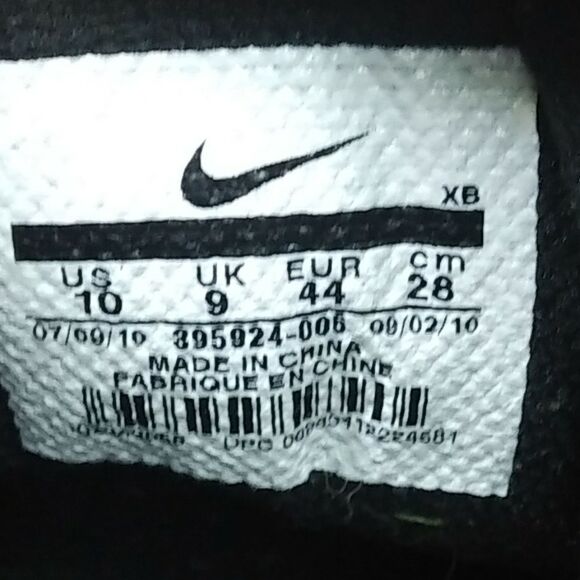 XB
US UK EUR cm
10 9 44 28
07/09/10 395924-006 09/02/10
MADE IN CHINA
FABRIQUE EN CHINE
UPC